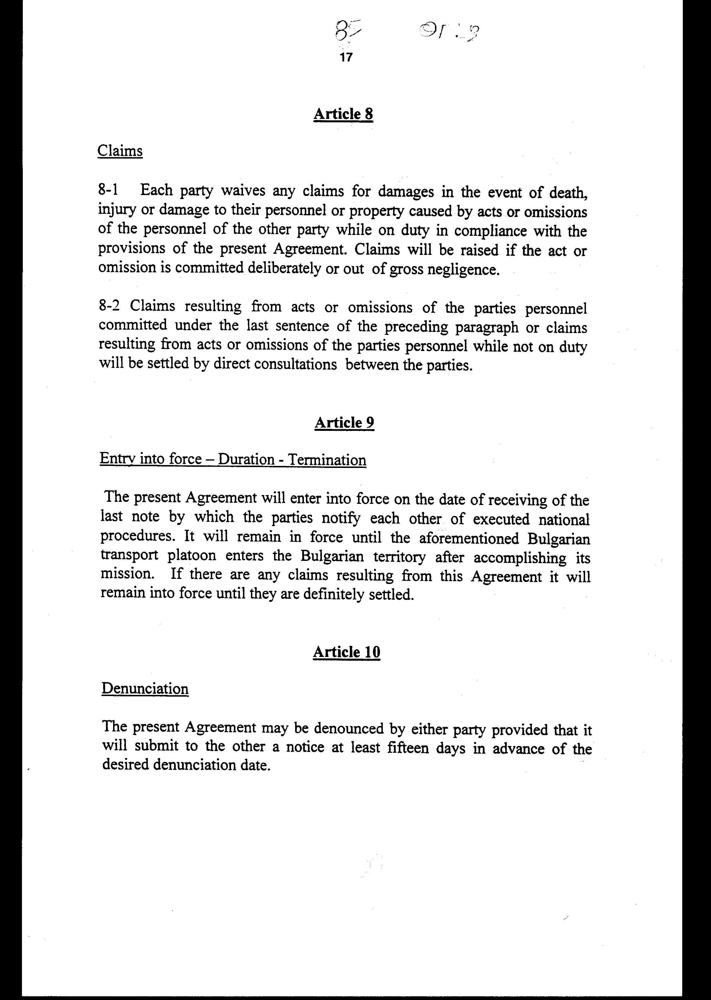 85
17
Article 8
Claims
8-1 Each party waives any claims for damages in the event of death,
injury or damage to their personnel or property caused by acts or omissions
of the personnel of the other party while on duty in compliance with the
provisions of the present Agreement. Claims will be raised if the act or
omission is committed deliberately or out of gross negligence.
8-2 Claims resulting from acts or omissions of the parties personnel
committed under the last sentence of the preceding paragraph or claims
resulting from acts or omissions of the parties personnel while not on duty
will be settled by direct consultations between the parties.
Article 9
Entry into force – Duration - Termination
The present Agreement will enter into force on the date of receiving of the
last note by which the parties notify each other of executed national
procedures. It will remain in force until the aforementioned Bulgarian
transport platoon enters the Bulgarian territory after accomplishing its
mission. If there are any claims resulting from this Agreement it will
remain into force until they are definitely settled.
Article 10
Denunciation
The present Agreement may be denounced by either party provided that it
will submit to the other a notice at least fifteen days in advance of the
desired denunciation date.